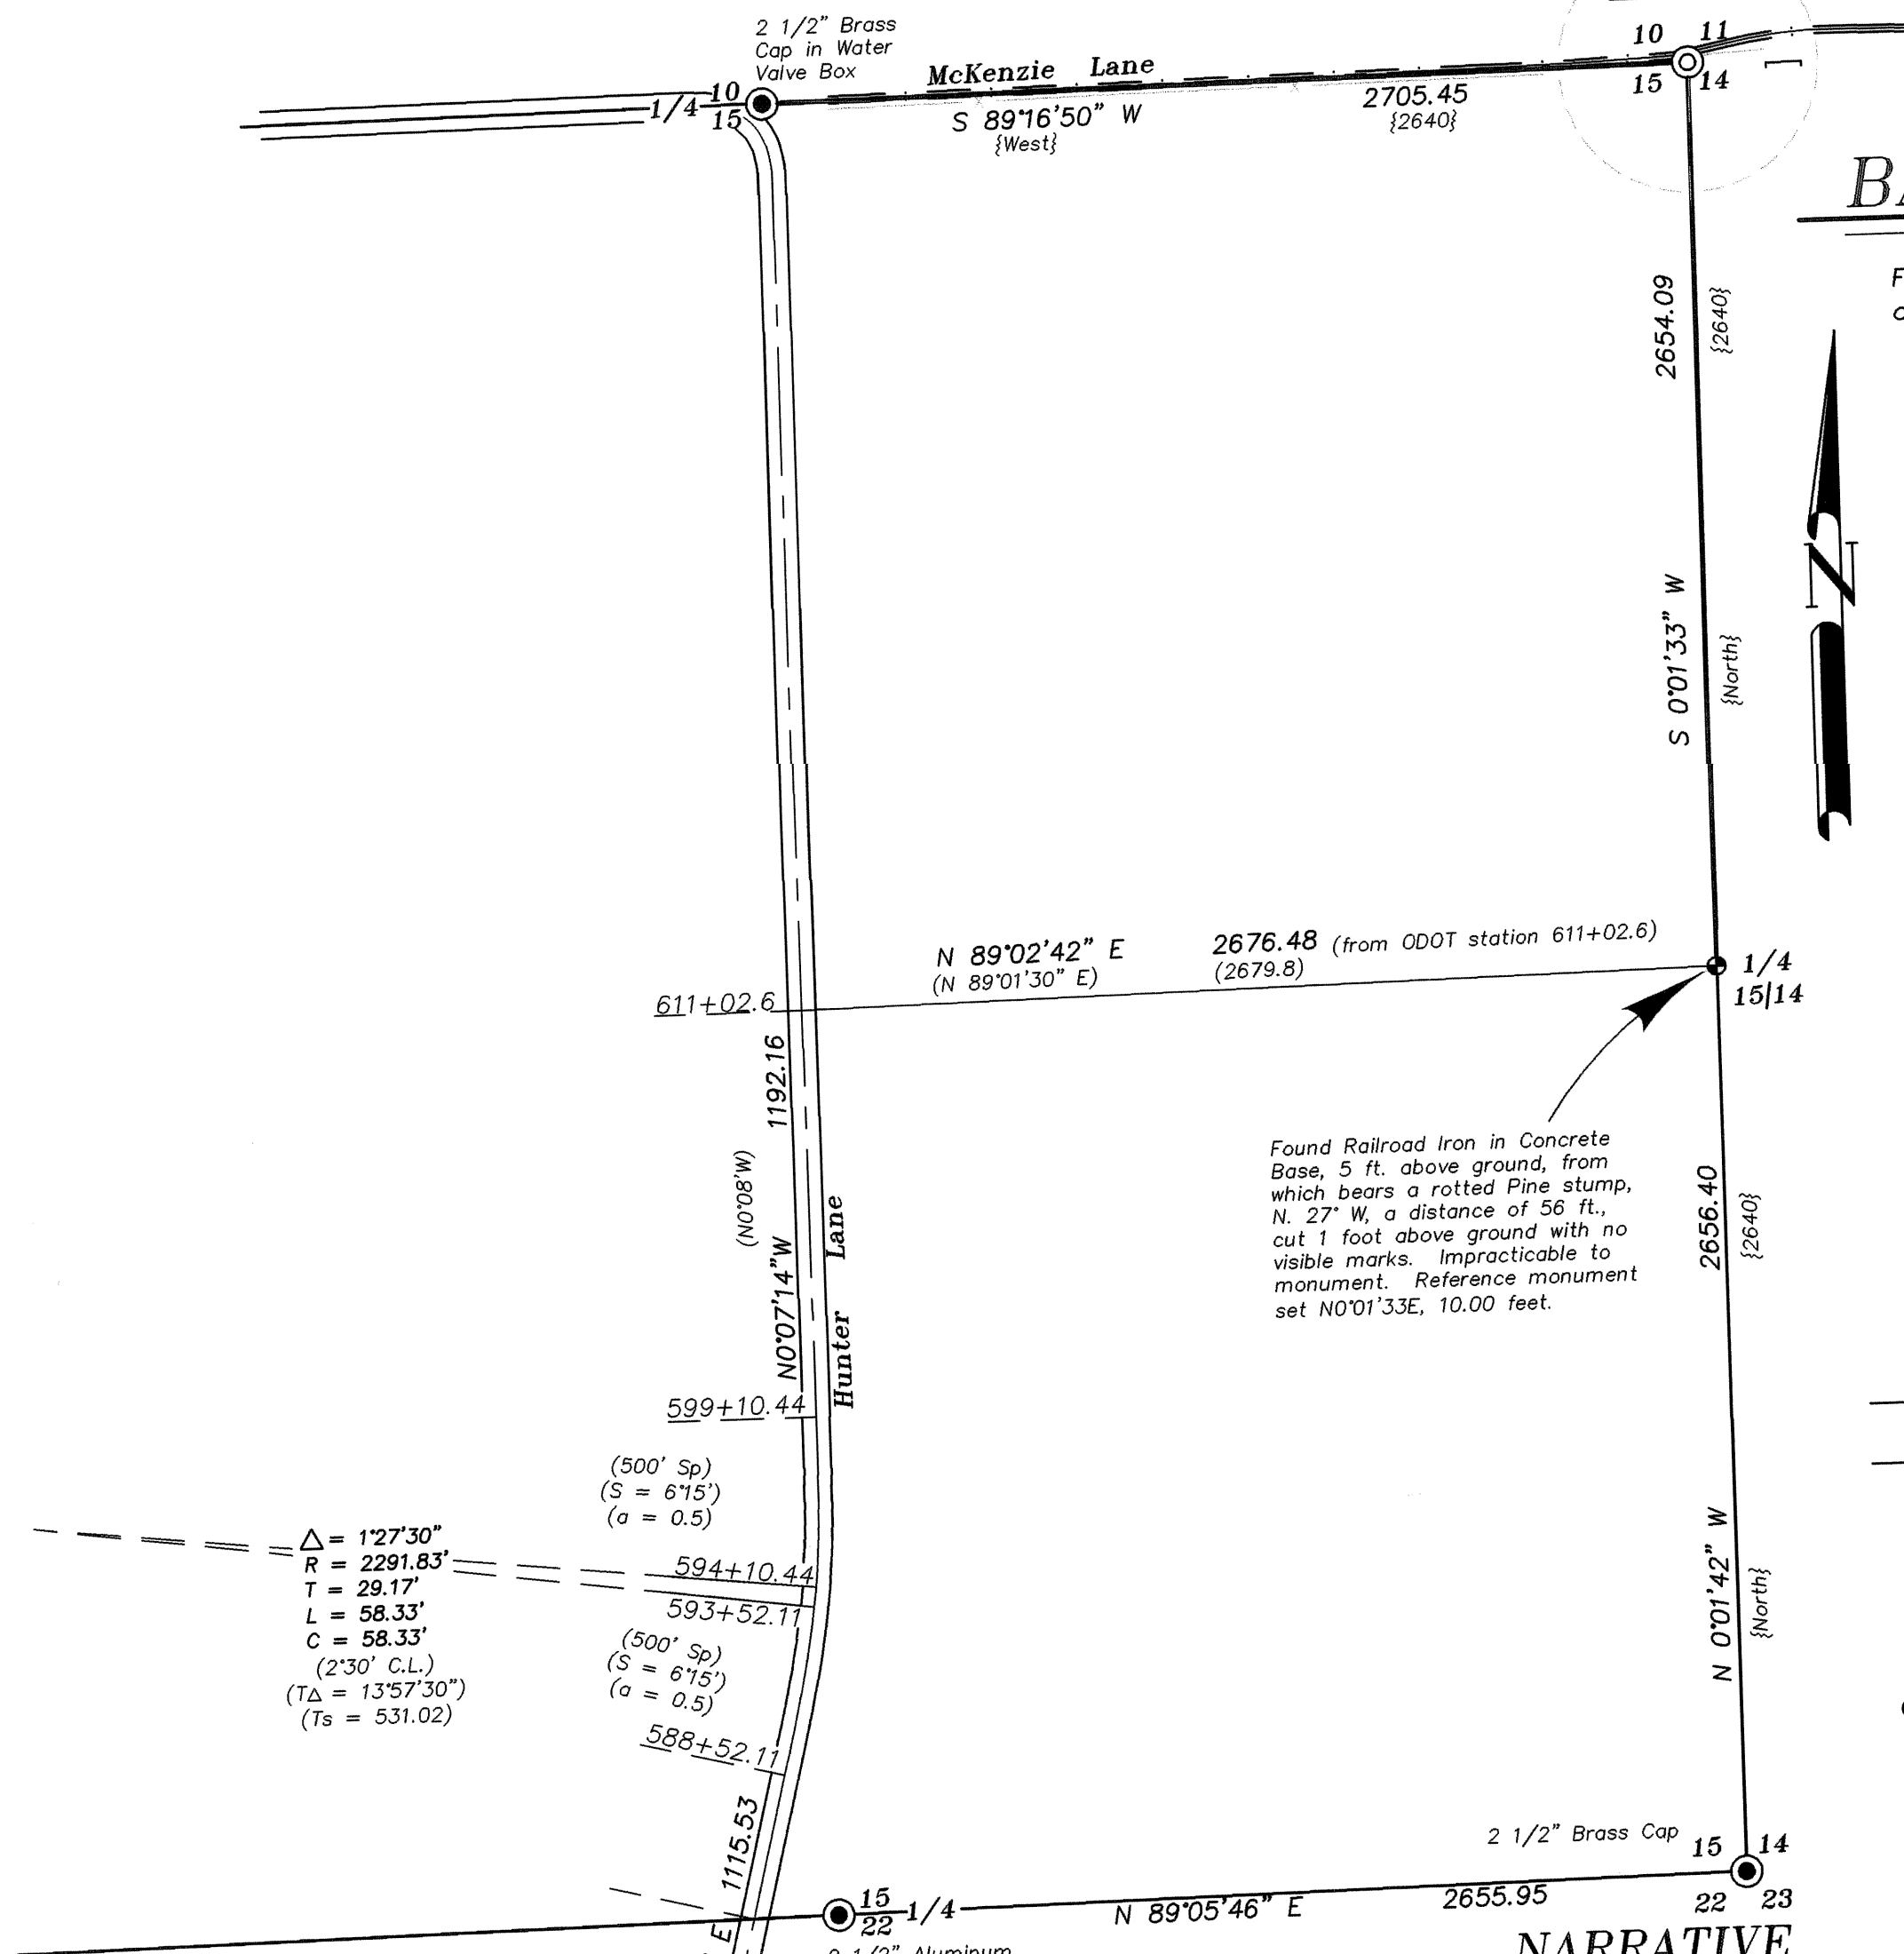 2 1/2" Brass
Cap in Water
Valve Box
McKenzie Lane
10
1/4
15
S 89°16'50" W
{West}
2705.45
{2640}
10 11
15 14
2654.09
{2640}
S 0°01'33" W
{North}
N
N 89°02'42" E
(N 89°01'30" E)
2676.48 (from ODOT station 611+02.6)
(2679.8)
611+02.6
1/4
15|14
1192.16
(N0°08'W)
N0°07'14"W
Hunter Lane
Found Railroad Iron in Concrete
Base, 5 ft. above ground, from
which bears a rotted Pine stump,
N. 27° W, a distance of 56 ft.,
cut 1 foot above ground with no
visible marks. Impracticable to
monument. Reference monument
set N0°01'33E, 10.00 feet.
2656.40
{2640}
599+10.44
(500' Sp)
(S = 6°15')
(a = 0.5)
594+10.44
593+52.11
(500' Sp)
(S = 6°15')
(a = 0.5)
588+52.11
Δ = 1°27'30"
R = 2291.83'
T = 29.17'
L = 58.33'
C = 58.33'
(2°30' C.L.)
(TΔ = 13°57'30")
(Ts = 531.02)
N 0°01'42" W
{North}
1115.53
E
2 1/2" Brass Cap
15 14
22 23
15
22
1/4
N 89°05'46" E
2655.95
NARRATIVE